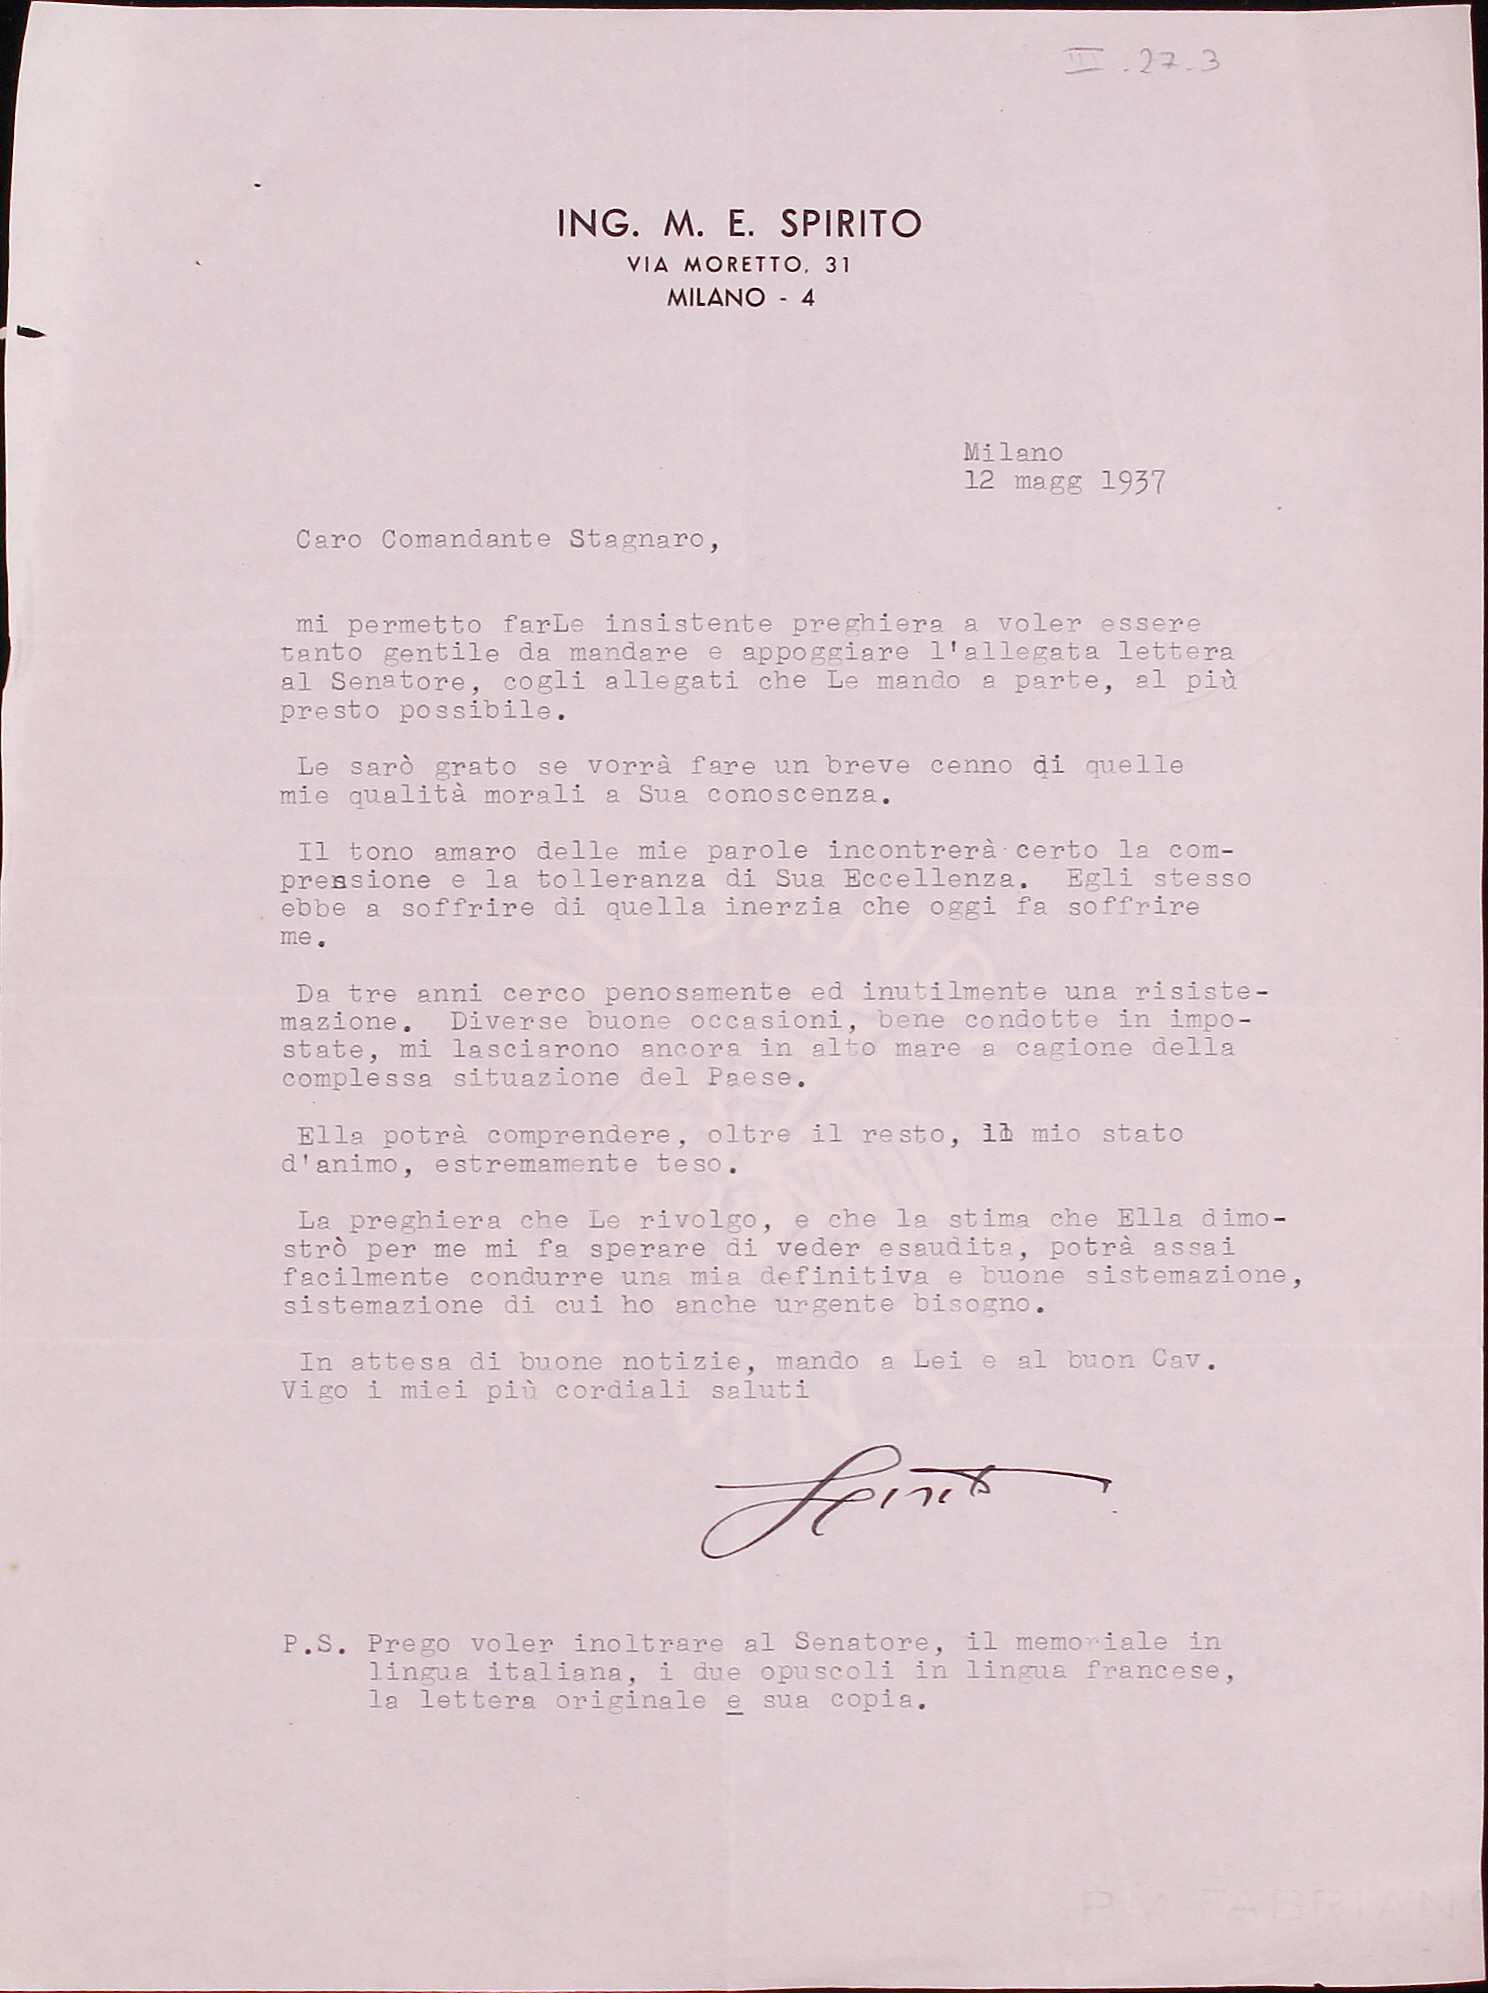 III . 27 . 3
ING. M. E. SPIRITO
VIA MORETTO, 31
MILANO - 4
Milano
12 magg 1937
Caro Comandante Stagnaro,
mi permetto farLe insistente preghiera a voler essere
tanto gentile da mandare e appoggiare l'allegata lettera
al Senatore, cogli allegati che Le mando a parte, al più
presto possibile.
Le sarò grato se vorrà fare un breve cenno di quelle
mie qualità morali a Sua conoscenza.
Il tono amaro delle mie parole incontrerà certo la com-
prensione e la tolleranza di Sua Eccellenza. Egli stesso
ebbe a soffrire di quella inerzia che oggi fa soffrire
me.
Da tre anni cerco penosamente ed inutilmente una risiste-
mazione. Diverse buone occasioni, bene condotte in impo-
state, mi lasciarono ancora in alto mare a cagione della
complessa situazione del Paese.
Ella potrà comprendere, oltre il resto, il mio stato
d'animo, estremamente teso.
La preghiera che Le rivolgo, e che la stima che Ella dimo-
strò per me mi fa sperare di veder esaudita, potrà assai
facilmente condurre una mia definitiva e buone sistemazione,
sistemazione di cui ho anche urgente bisogno.
In attesa di buone notizie, mando a Lei e al buon Cav.
Vigo i miei più cordiali saluti
Spirito
P.S. Prego voler inoltrare al Senatore, il memoriale in
lingua italiana, i due opuscoli in lingua francese,
la lettera originale e sua copia.